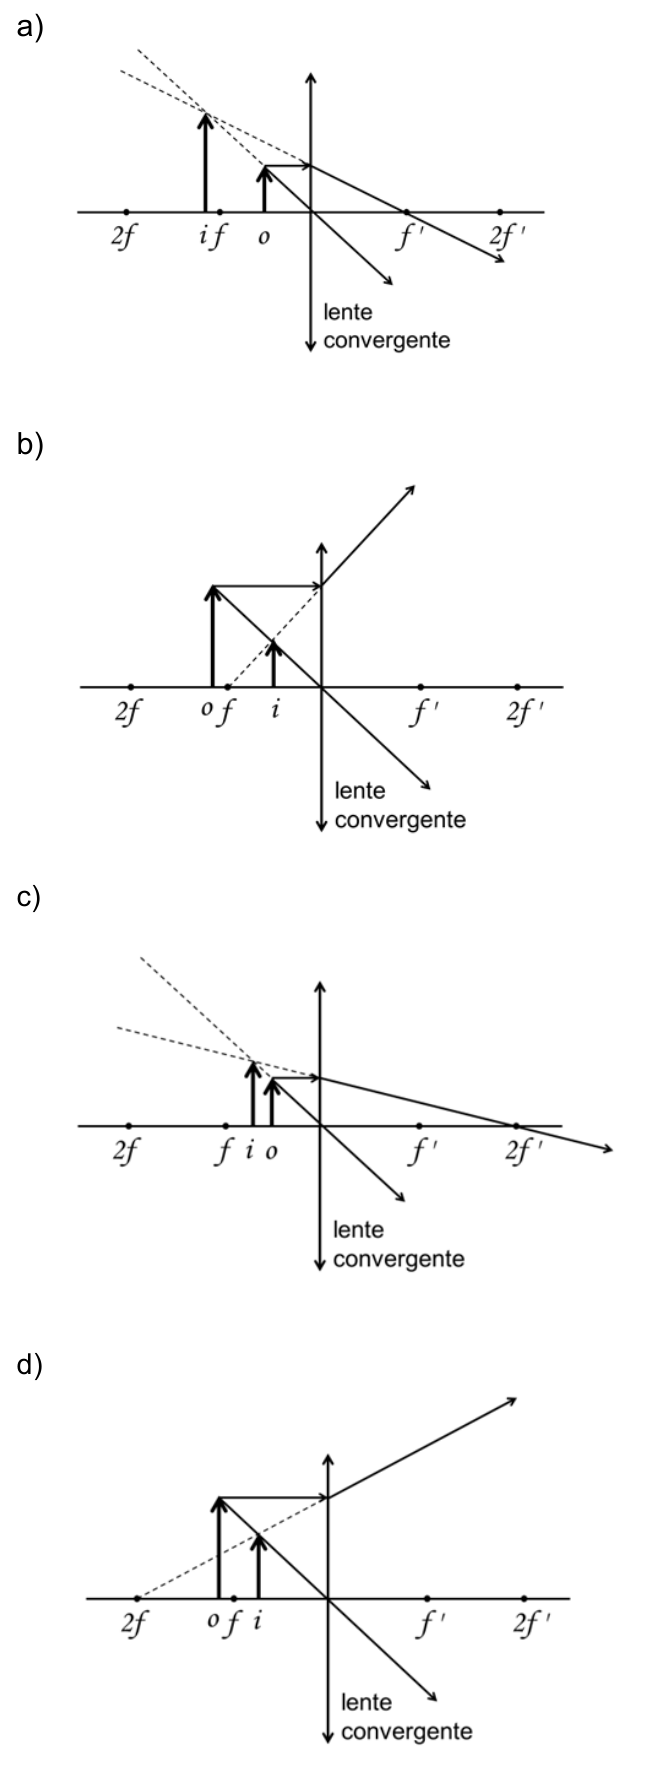 a)
2f i f o f' 2f'
lente
convergente
b)
2f o f i f' 2f'
lente
convergente
c)
2f f i o f' 2f'
lente
convergente
d)
2f o f i f' 2f'
lente
convergente